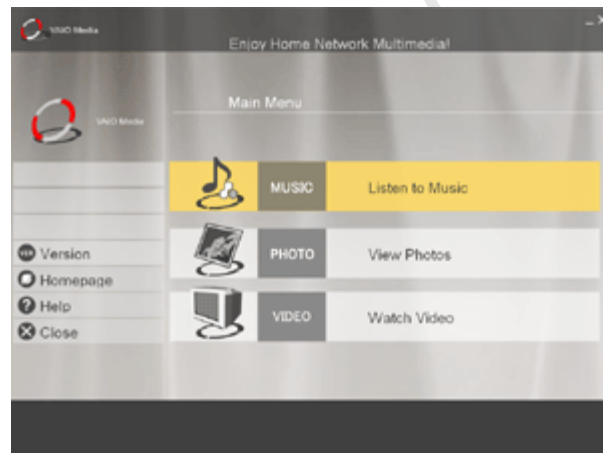 VAIO Media
Enjoy Home Network Multimedia!
VAIO Media
Main Menu
MUSIC
Listen to Music
PHOTO
View Photos
VIDEO
Watch Video
VER Version
Homepage
? Help
Close